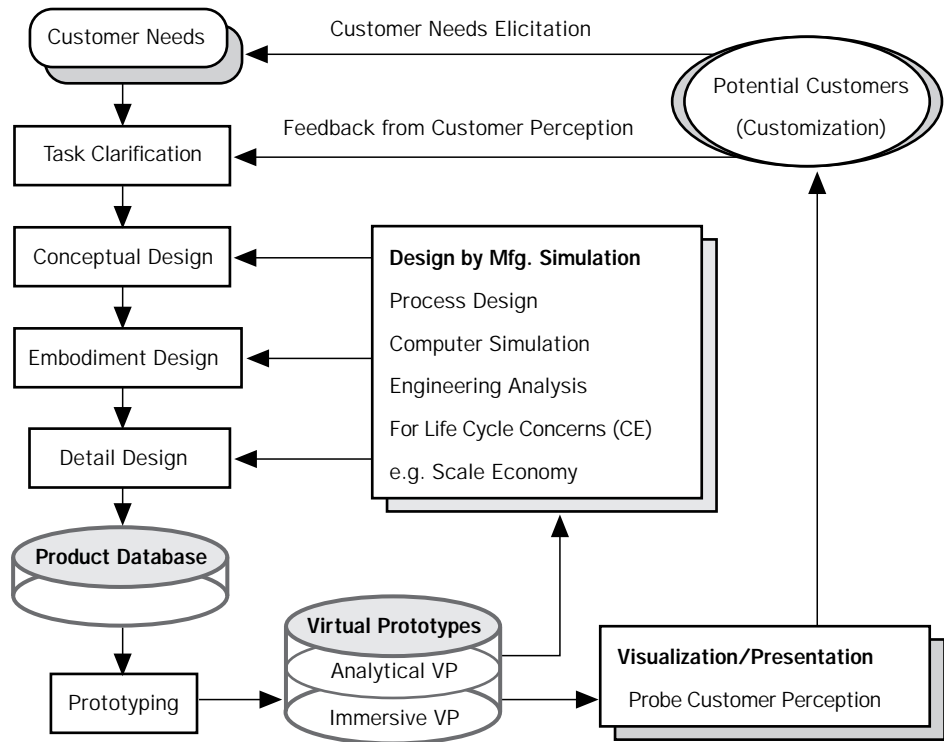 Customer Needs
Customer Needs Elicitation
Potential Customers
(Customization)
Feedback from Customer Perception
Task Clarification
Conceptual Design
Design by Mfg. Simulation
Process Design
Computer Simulation
Engineering Analysis
For Life Cycle Concerns (CE)
e.g. Scale Economy
Embodiment Design
Detail Design
Product Database
Virtual Prototypes
Analytical VP
Immersive VP
Prototyping
Visualization/Presentation
Probe Customer Perception